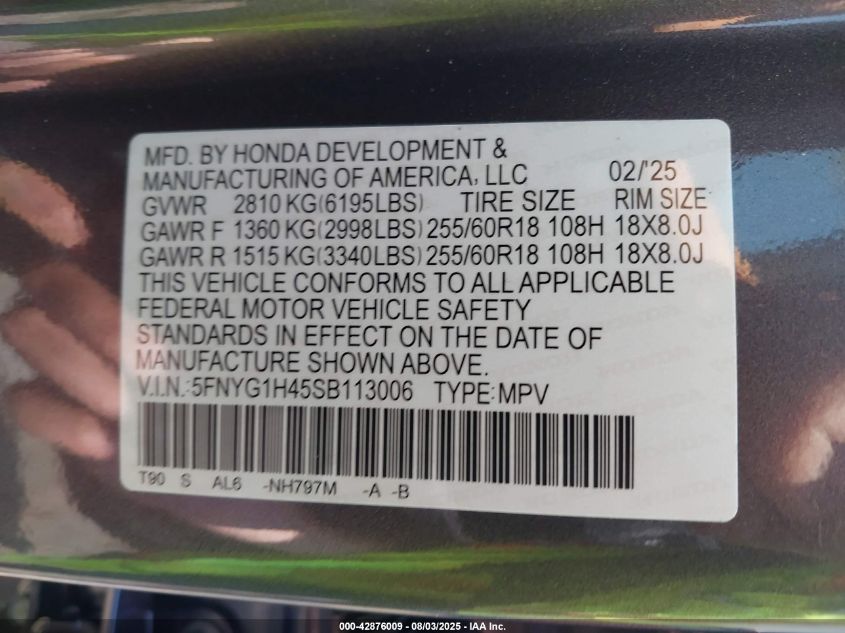 MFD. BY HONDA DEVELOPMENT &
MANUFACTURING OF AMERICA, LLC 02/'25
GVWR 2810 KG(6195LBS) TIRE SIZE RIM SIZE
GAWR F 1360 KG(2998LBS) 255/60R18 108H 18X8.0J
GAWR R 1515 KG(3340LBS) 255/60R18 108H 18X8.0J
THIS VEHICLE CONFORMS TO ALL APPLICABLE
FEDERAL MOTOR VEHICLE SAFETY
STANDARDS IN EFFECT ON THE DATE OF
MANUFACTURE SHOWN ABOVE.
V.I.N.:5FNYG1H45SB113006 TYPE:MPV
T90 S AL6 -NH797M -A -B
000-42876009 - 08/03/2025 - IAA Inc.